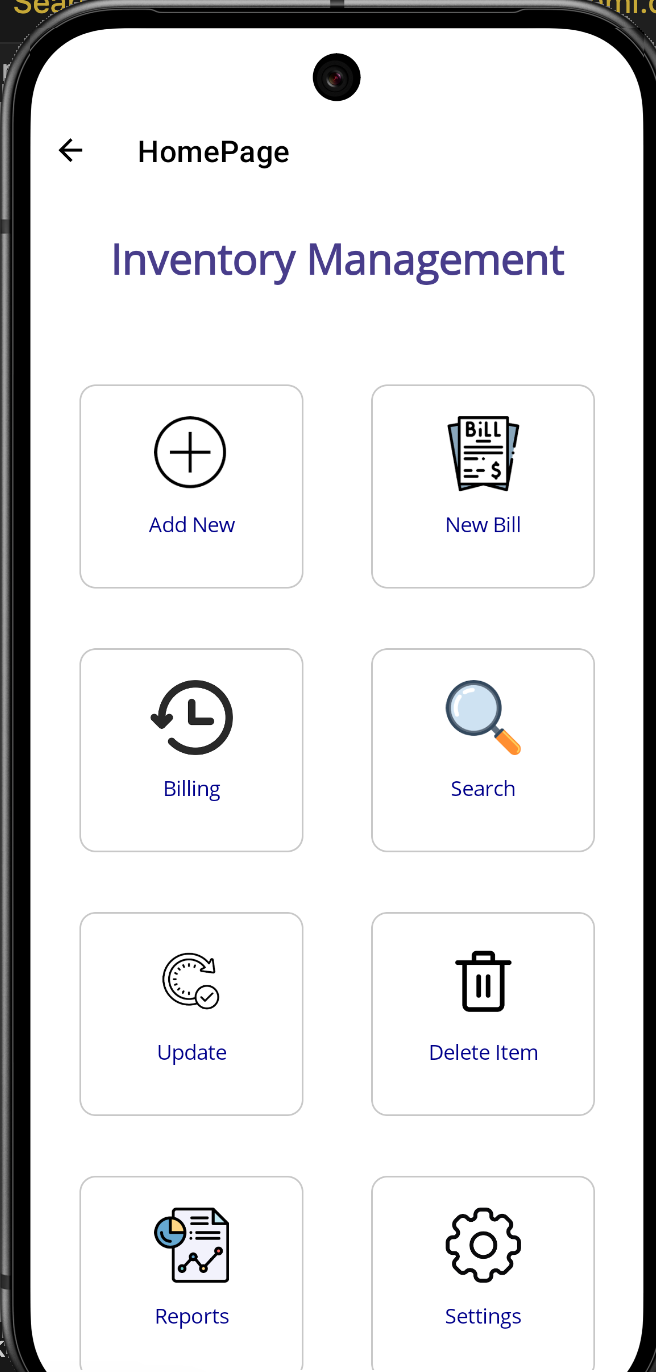 HomePage
Inventory Management
Add New
BiLL
$
New Bill
Billing
Search
Update
Delete Item
Reports
Settings